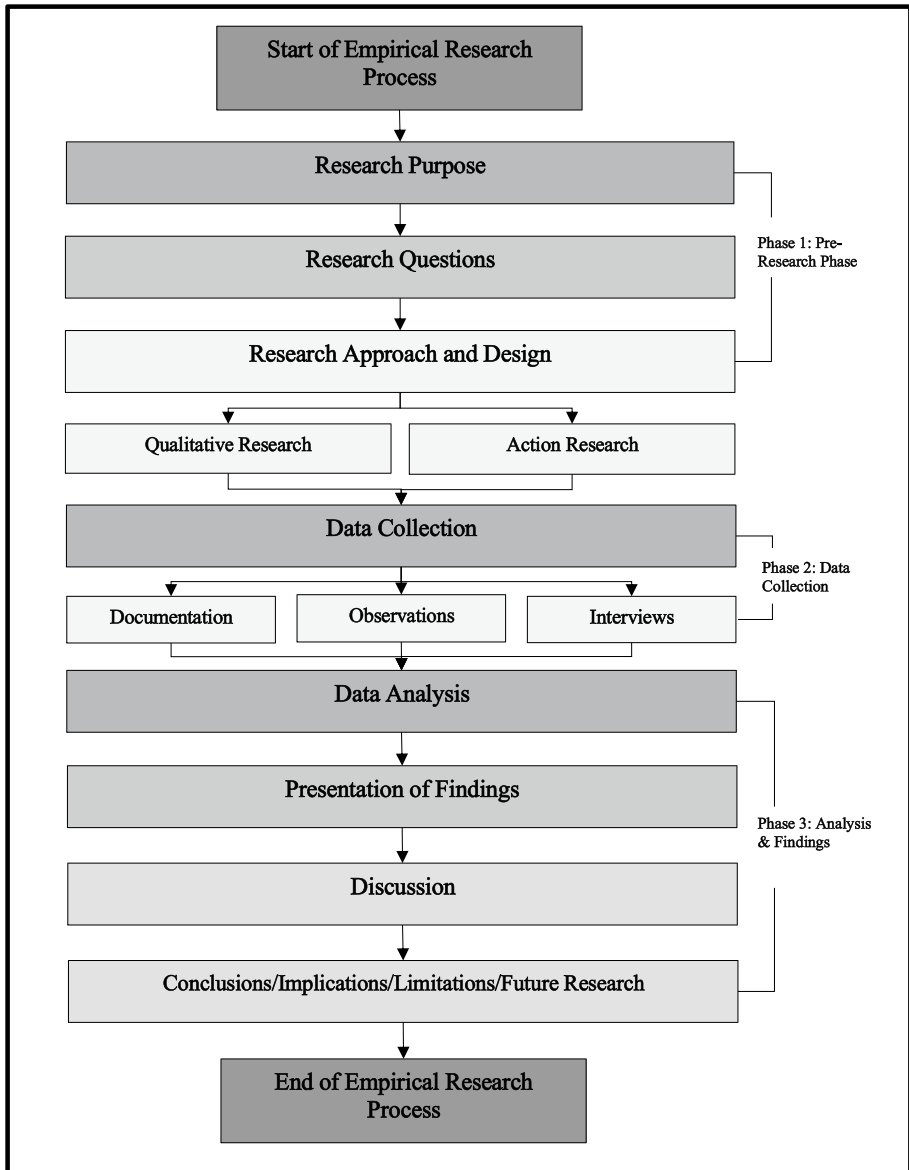 Start of Empirical Research
Process
Research Purpose
Phase 1: Pre-
Research Phase
Research Questions
Research Approach and Design
Qualitative Research
Action Research
Data Collection
Phase 2: Data
Collection
Documentation
Observations
Interviews
Data Analysis
Presentation of Findings
Phase 3: Analysis
& Findings
Discussion
Conclusions/Implications/Limitations/Future Research
End of Empirical Research
Process